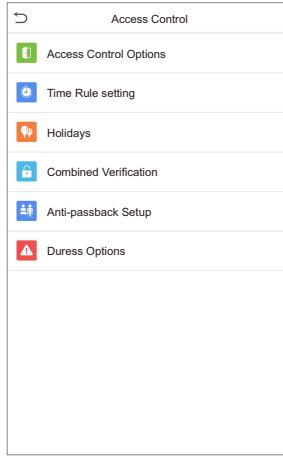 Access Control
Access Control Options
Time Rule setting
Holidays
Combined Verification
Anti-passback Setup
Duress Options